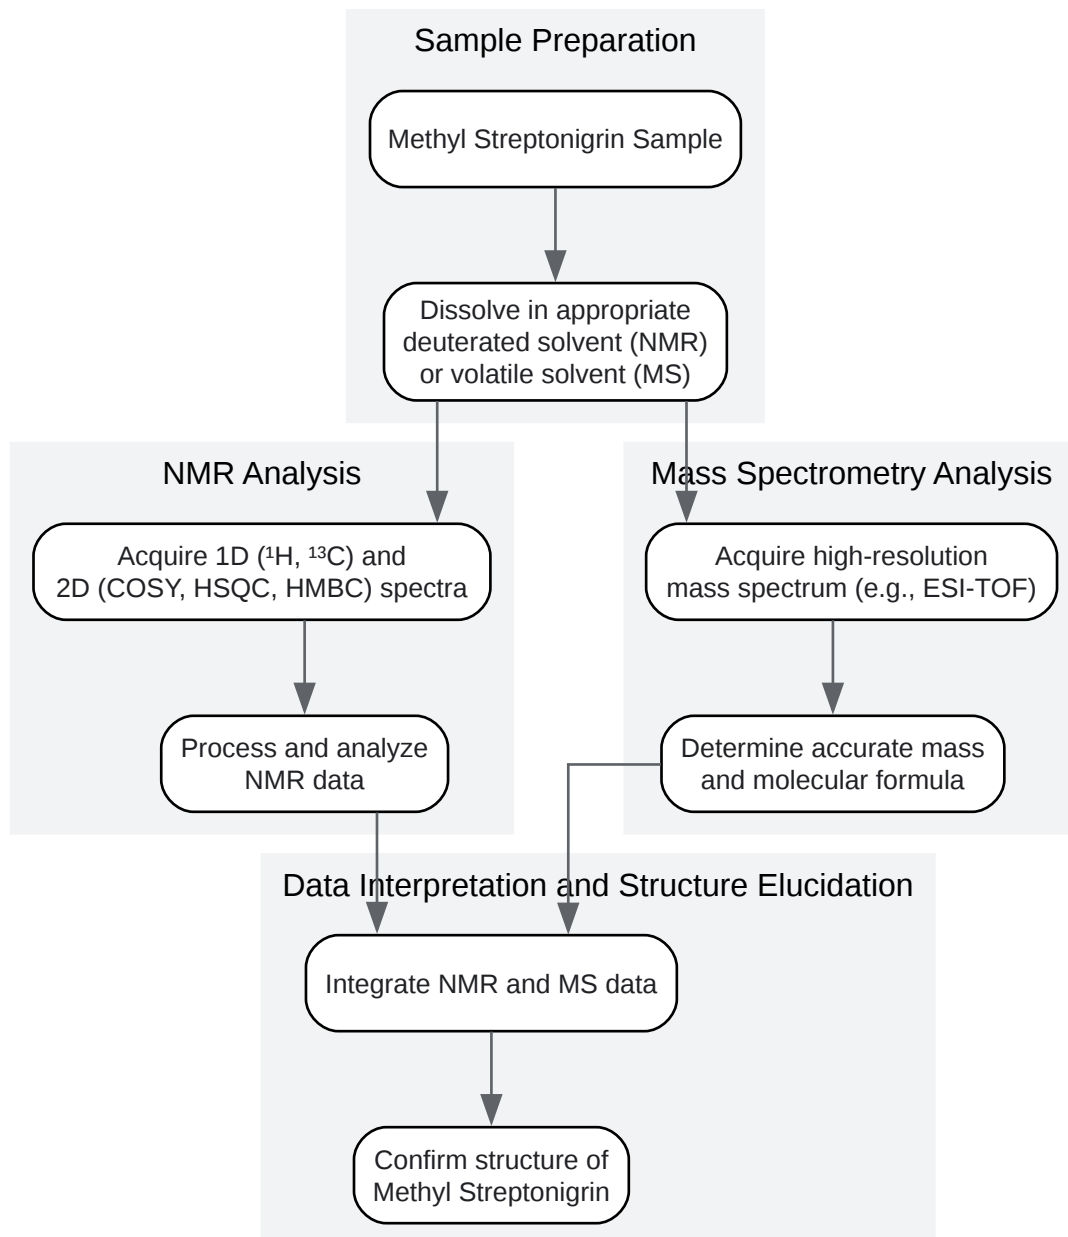 Sample Preparation
Methyl Streptonigrin Sample
Dissolve in appropriate
deuterated solvent (NMR)
or volatile solvent (MS)
NMR Analysis
Acquire 1D (¹H, ¹³C) and
2D (COSY, HSQC, HMBC) spectra
Process and analyze
NMR data
Mass Spectrometry Analysis
Acquire high-resolution
mass spectrum (e.g., ESI-TOF)
Determine accurate mass
and molecular formula
Data Interpretation and Structure Elucidation
Integrate NMR and MS data
Confirm structure of
Methyl Streptonigrin